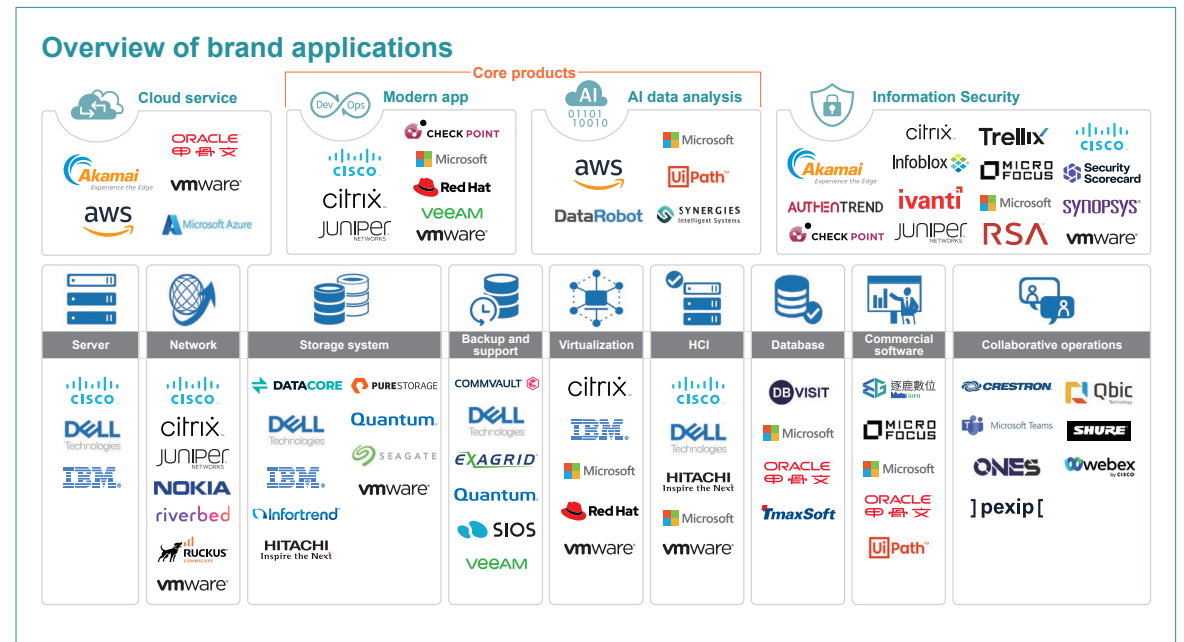 Overview of brand applications
Core products
Cloud service
Akamai
Experience the Edge
ORACLE
甲骨文
vmware
aws
Microsoft Azure
Dev Ops
Modern app
CISCO
citrix
JUNIPER
NETWORKS
CHECK POINT
Microsoft
Red Hat
veeam
vmware
AI
01101
10010
AI data analysis
aws
DataRobot
Microsoft
UiPath™
SYNERGIES
Intelligent Systems
Information Security
Akamai
Experience the Edge
AUTHENTREND
CHECK POINT
citrix
Infoblox
ivanti
JUNIPER
NETWORKS
Trellix
MICRO
FOCUS
Microsoft
RSA
CISCO
Security
Scorecard
SYNOPSYS®
vmware®
Server
CISCO
DELL
Technologies
IBM
Network
CISCO
citrix
JUNIPER
NETWORKS
NOKIA
riverbed
RUCKUS
COMMSCOPE
vmware®
Storage system
DATACORE
DELL
Technologies
IBM
Infortrend
HITACHI
Inspire the Next
PURESTORAGE
Quantum
SEAGATE
vmware®
Backup and
support
COMMVAULT
DELL
Technologies
EXAGRID
Quantum
SIOS
veeam
Virtualization
citrix
IBM
Microsoft
Red Hat
vmware®
HCI
CISCO
DELL
Technologies
HITACHI
Inspire the Next
Microsoft
vmware®
Database
DBVISIT
Microsoft
ORACLE
甲骨文
TmaxSoft
Commercial
software
逐鹿數位
MetaGuru
MICRO
FOCUS
Microsoft
ORACLE
甲骨文
UiPath™
Collaborative operations
CRESTRON
Microsoft Teams
ONES
]pexip[
Qbic
Technology
SHURE
webex
by CISCO